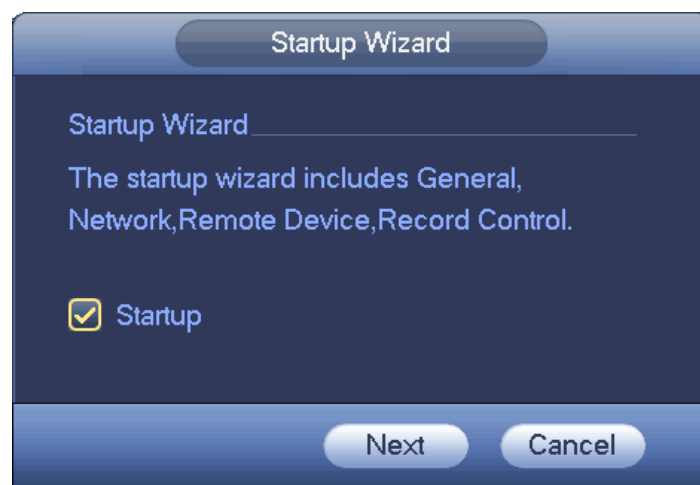 Startup Wizard
Startup Wizard
The startup wizard includes General,
Network,Remote Device,Record Control.
Startup
Next Cancel